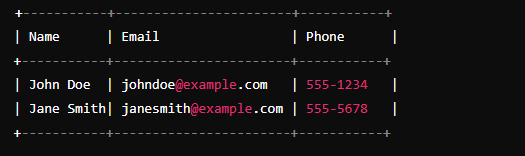 +-----------+----------------------+-----------+
| Name      | Email                | Phone     |
+-----------+----------------------+-----------+
| John Doe  | johndoe@example.com  | 555-1234  |
| Jane Smith| janesmith@example.com | 555-5678  |
+-----------+----------------------+-----------+